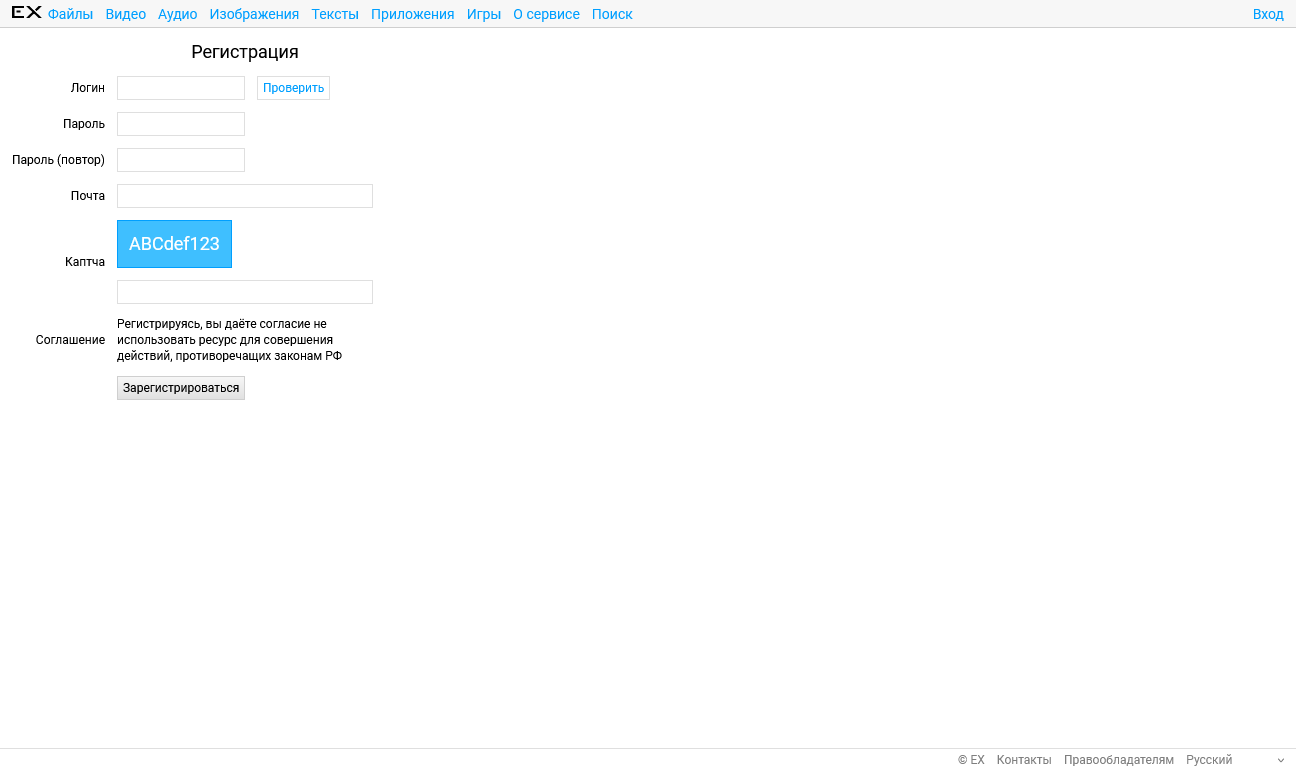 EX Файлы Видео Аудио Изображения Тексты Приложения Игры О сервисе Поиск Вход
Регистрация
Логин Проверить
Пароль
Пароль (повтор)
Почта
ABCdef123
Каптча
Регистрируясь, вы даёте согласие не
Соглашение использовать ресурс для совершения
действий, противоречащих законам РФ
Зарегистрироваться
© EX Контакты Правообладателям Русский